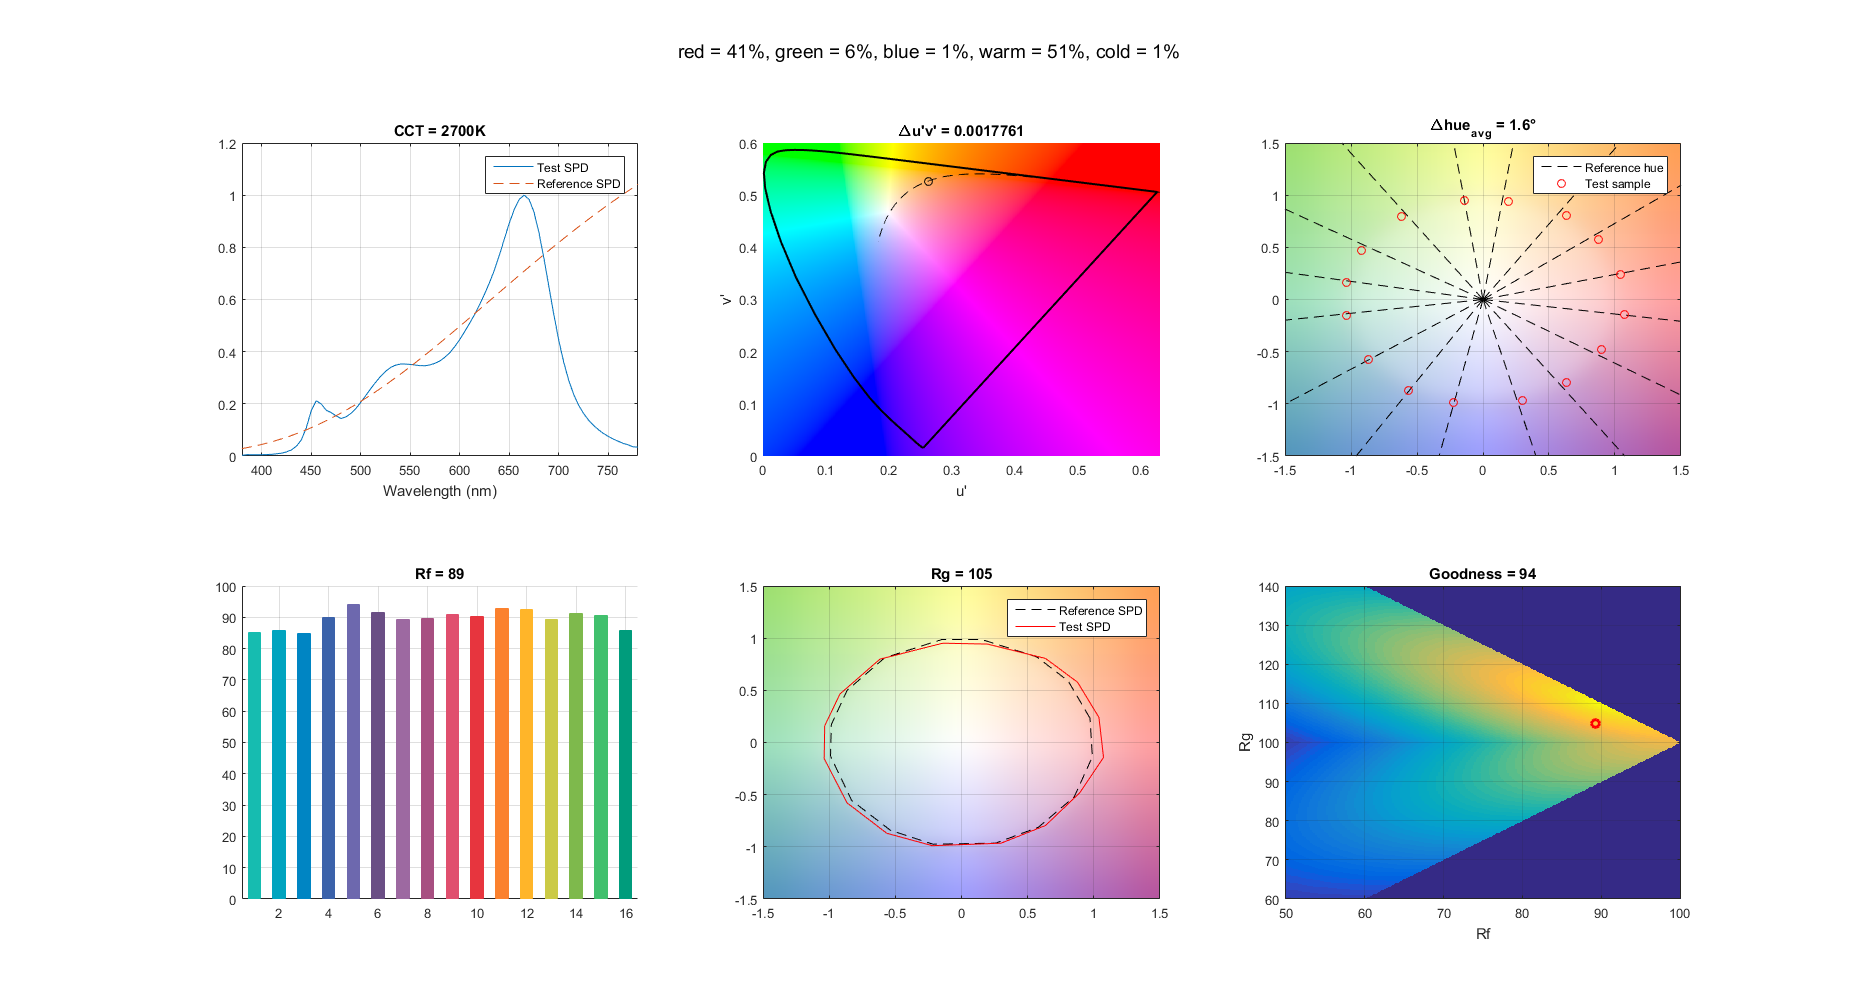 red = 41%, green = 6%, blue = 1%, warm = 51%, cold = 1%
CCT = 2700K
1.2
1
0.8
0.6
0.4
0.2
0
Test SPD
Reference SPD
400 450 500 550 600 650 700 750
Wavelength (nm)
Δu'v' = 0.0017761
0.6
0.5
0.4
0.3
0.2
0.1
0
v'
0 0.1 0.2 0.3 0.4 0.5 0.6
u'
Δhue_avg = 1.6°
1.5
1
0.5
0
-0.5
-1
-1.5
Reference hue
Test sample
-1.5 -1 -0.5 0 0.5 1 1.5
Rf = 89
100
90
80
70
60
50
40
30
20
10
0
2 4 6 8 10 12 14 16
Rg = 105
1.5
1
0.5
0
-0.5
-1
-1.5
Reference SPD
Test SPD
-1.5 -1 -0.5 0 0.5 1 1.5
Goodness = 94
140
130
120
110
100
90
80
70
60
Rg
50 60 70 80 90 100
Rf